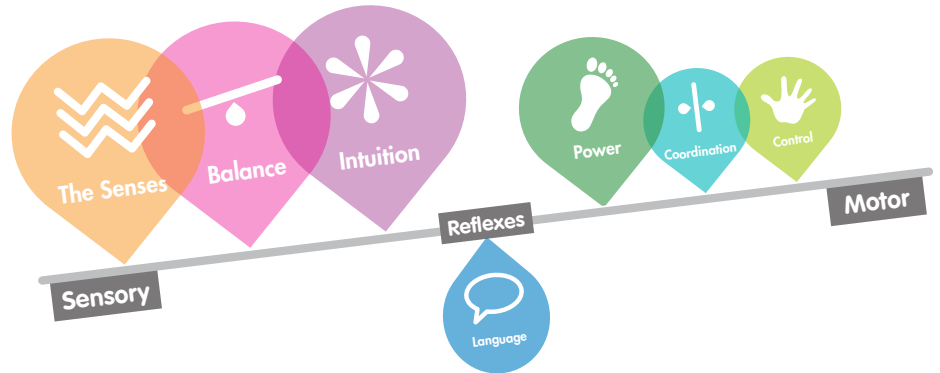 The Senses
Balance
Intuition
Power
Coordination
Control
Sensory
Reflexes
Motor
Language